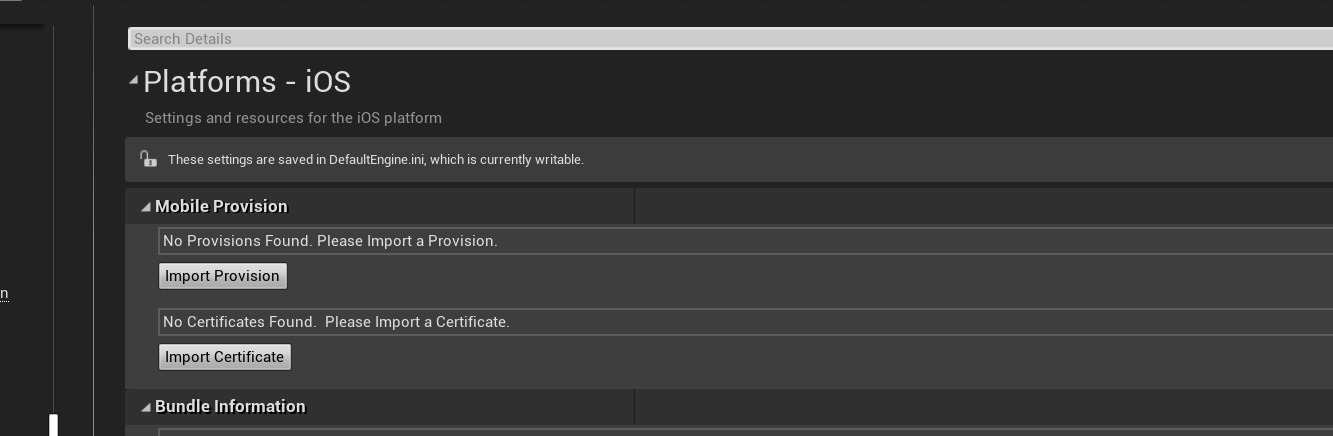 Search Details
Platforms - iOS
Settings and resources for the iOS platform
These settings are saved in DefaultEngine.ini, which is currently writable.
Mobile Provision
No Provisions Found. Please Import a Provision.
Import Provision
n
No Certificates Found.  Please Import a Certificate.
Import Certificate
Bundle Information